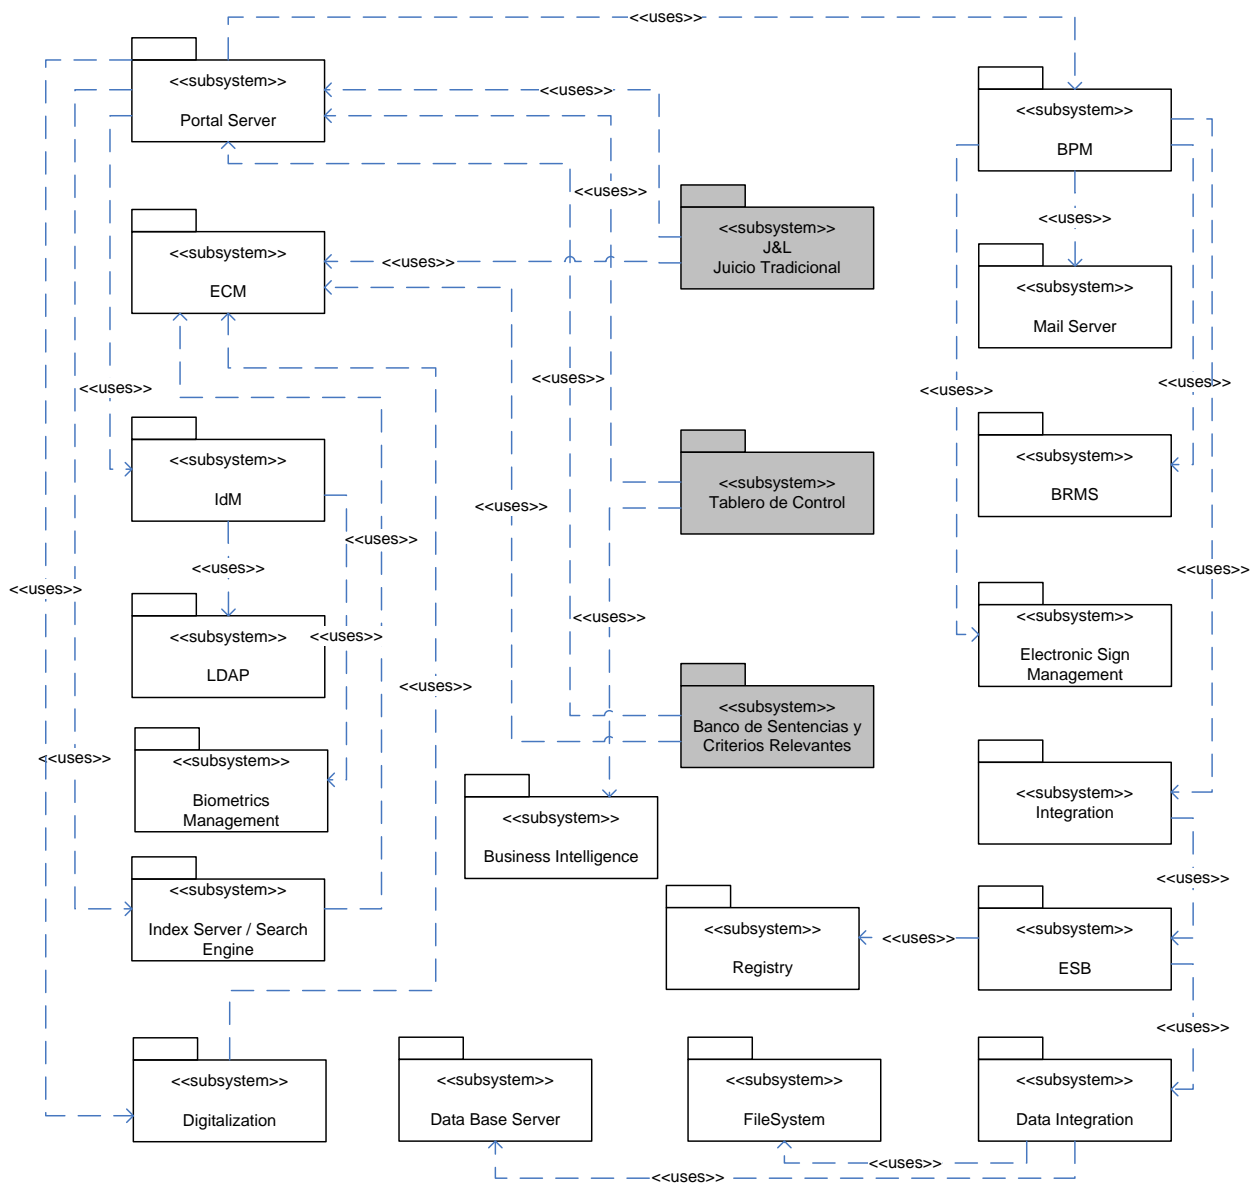 <<uses>>
<<subsystem>>
Portal Server
<<uses>>
<<subsystem>>
BPM
<<uses>>
<<uses>>
<<subsystem>>
J&L
Juicio Tradicional
<<uses>>
<<subsystem>>
ECM
<<uses>>
<<subsystem>>
Mail Server
<<uses>>
<<uses>>
<<uses>>
<<uses>>
<<subsystem>>
IdM
<<subsystem>>
Tablero de Control
<<subsystem>>
BRMS
<<uses>>
<<uses>>
<<uses>>
<<uses>>
<<uses>>
<<uses>>
<<subsystem>>
LDAP
<<uses>>
<<uses>>
<<subsystem>>
Electronic Sign
Management
<<uses>>
<<subsystem>>
Banco de Sentencias y
Criterios Relevantes
<<uses>>
<<subsystem>>
Biometrics
Management
<<subsystem>>
Integration
<<subsystem>>
Business Intelligence
<<uses>>
<<subsystem>>
Index Server / Search
Engine
<<subsystem>>
Registry
<<uses>>
<<subsystem>>
ESB
<<uses>>
<<subsystem>>
Digitalization
<<subsystem>>
Data Base Server
<<subsystem>>
FileSystem
<<subsystem>>
Data Integration
<<uses>>
<<uses>>